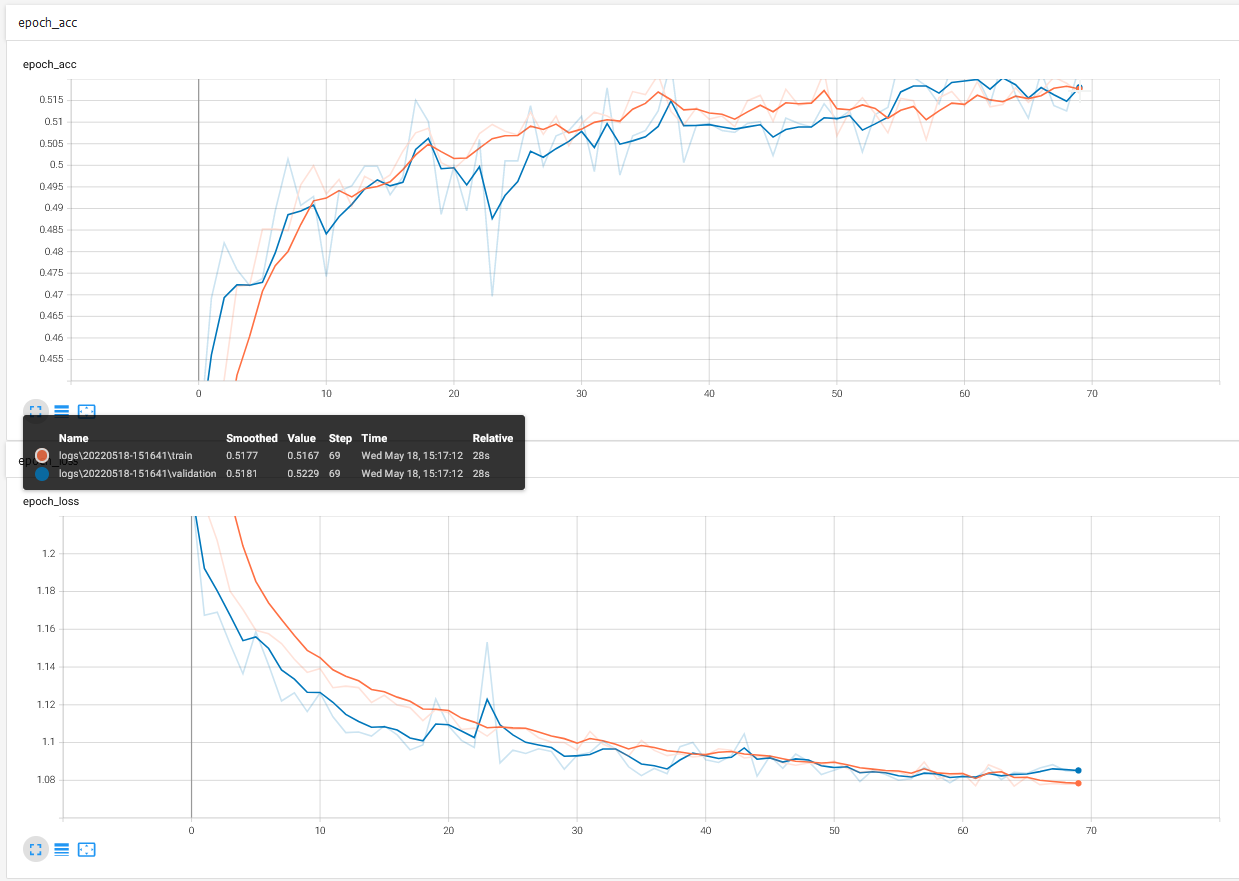 epoch_acc
epoch_acc
0.515
0.51
0.505
0.5
0.495
0.49
0.485
0.48
0.475
0.47
0.465
0.46
0.455
0 10 20 30 40 50 60 70
Name Smoothed Value Step Time Relative
logs\20220518-151641\train 0.5177 0.5167 69 Wed May 18, 15:17:12 28s
logs\20220518-151641\validation 0.5181 0.5229 69 Wed May 18, 15:17:12 28s
epoch_loss
epoch_loss
1.2
1.18
1.16
1.14
1.12
1.1
1.08
0 10 20 30 40 50 60 70